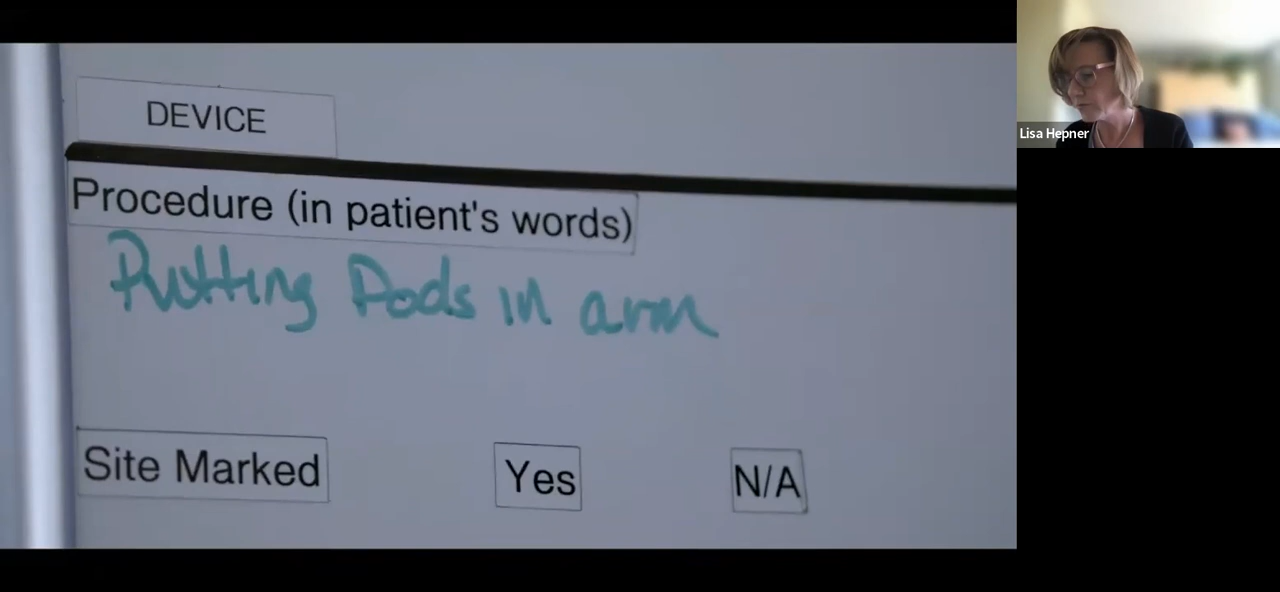 DEVICE
Procedure (in patient's words)
Putting Pods in arm
Site Marked Yes N/A
Lisa Hepner